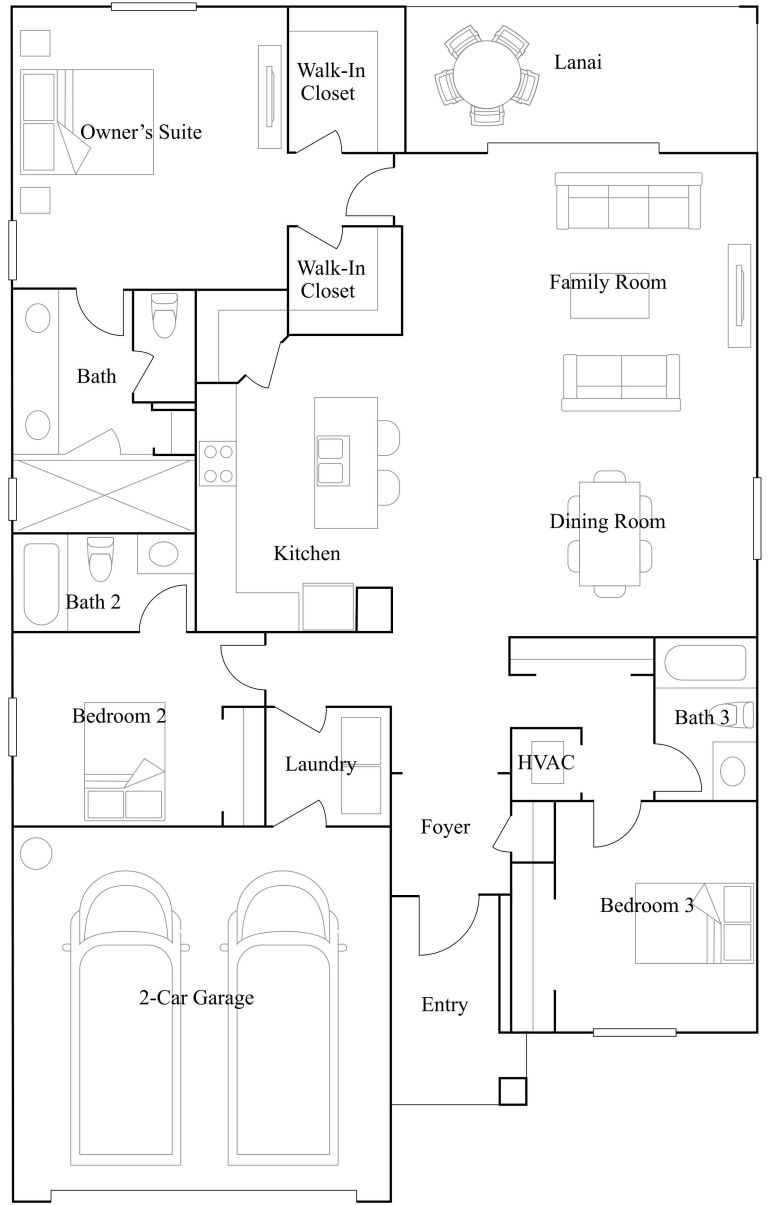 Walk-In
Closet
Lanai
Owner's Suite
Walk-In
Closet
Family Room
Bath
Dining Room
Kitchen
Bath 2
Bedroom 2
Bath 3
Laundry
HVAC
Foyer
Bedroom 3
2-Car Garage
Entry